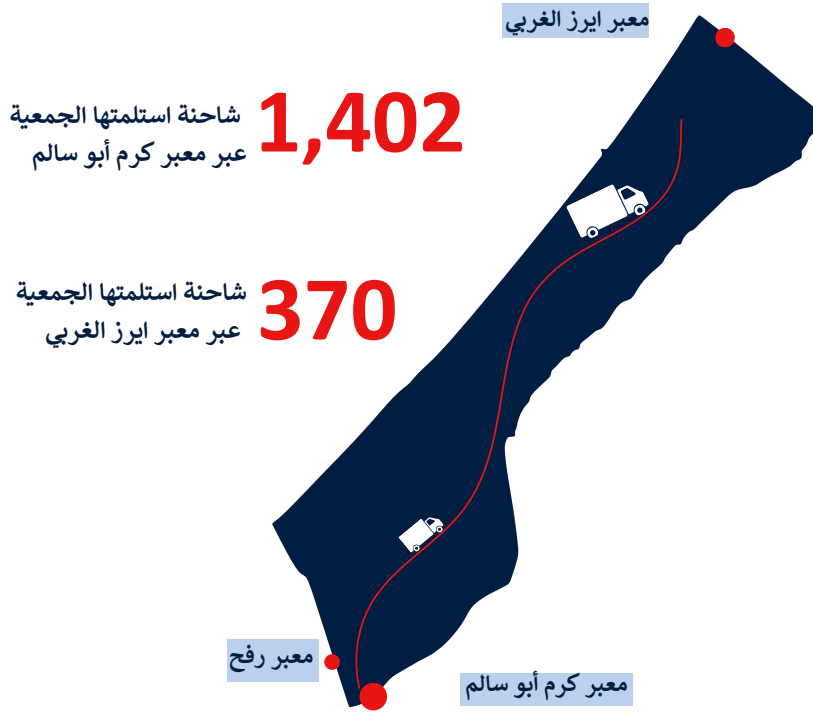 معبر ايرز الغربي
1,402
شاحنة استلمتها الجمعية
عبر معبر كرم أبو سالم
370
شاحنة استلمتها الجمعية
عبر معبر ايرز الغربي
معبر رفح
معبر كرم أبو سالم